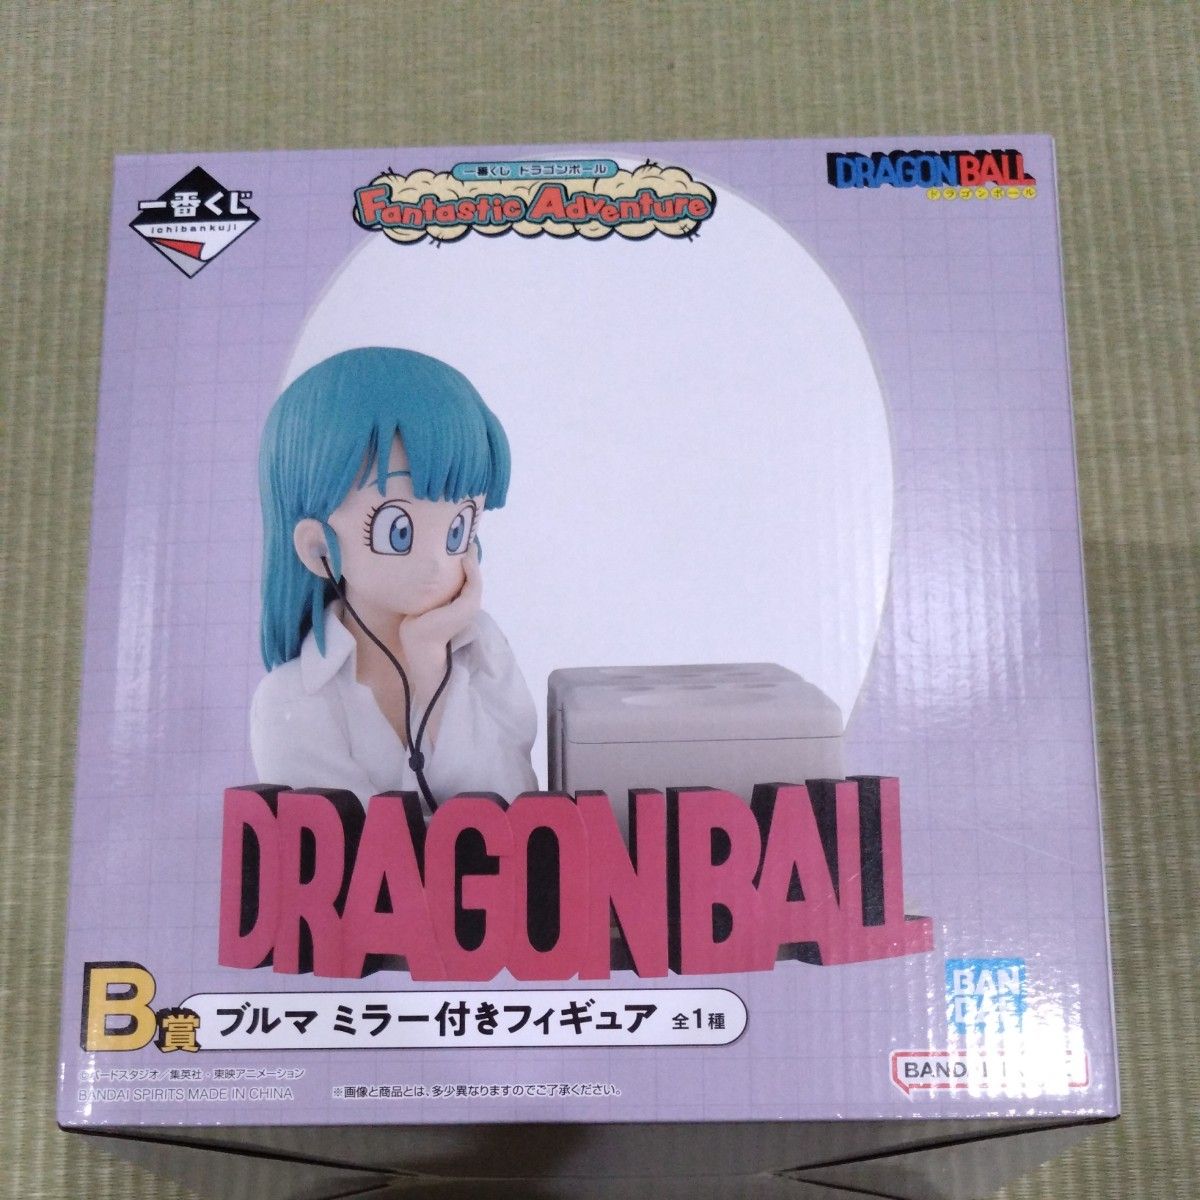 一番くじ
ichibankuji
一番くじ ドラゴンボール
Fantastic Adventure
DRAGON BALL
ドラゴンボール
DRAGON BALL
B賞
ブルマ ミラー付きフィギュア 全1種
©バードスタジオ／集英社・東映アニメーション
BANDAI SPIRITS MADE IN CHINA
※画像と商品とは、多少異なりますのでご了承ください。
BAN
DAI
BANDAI